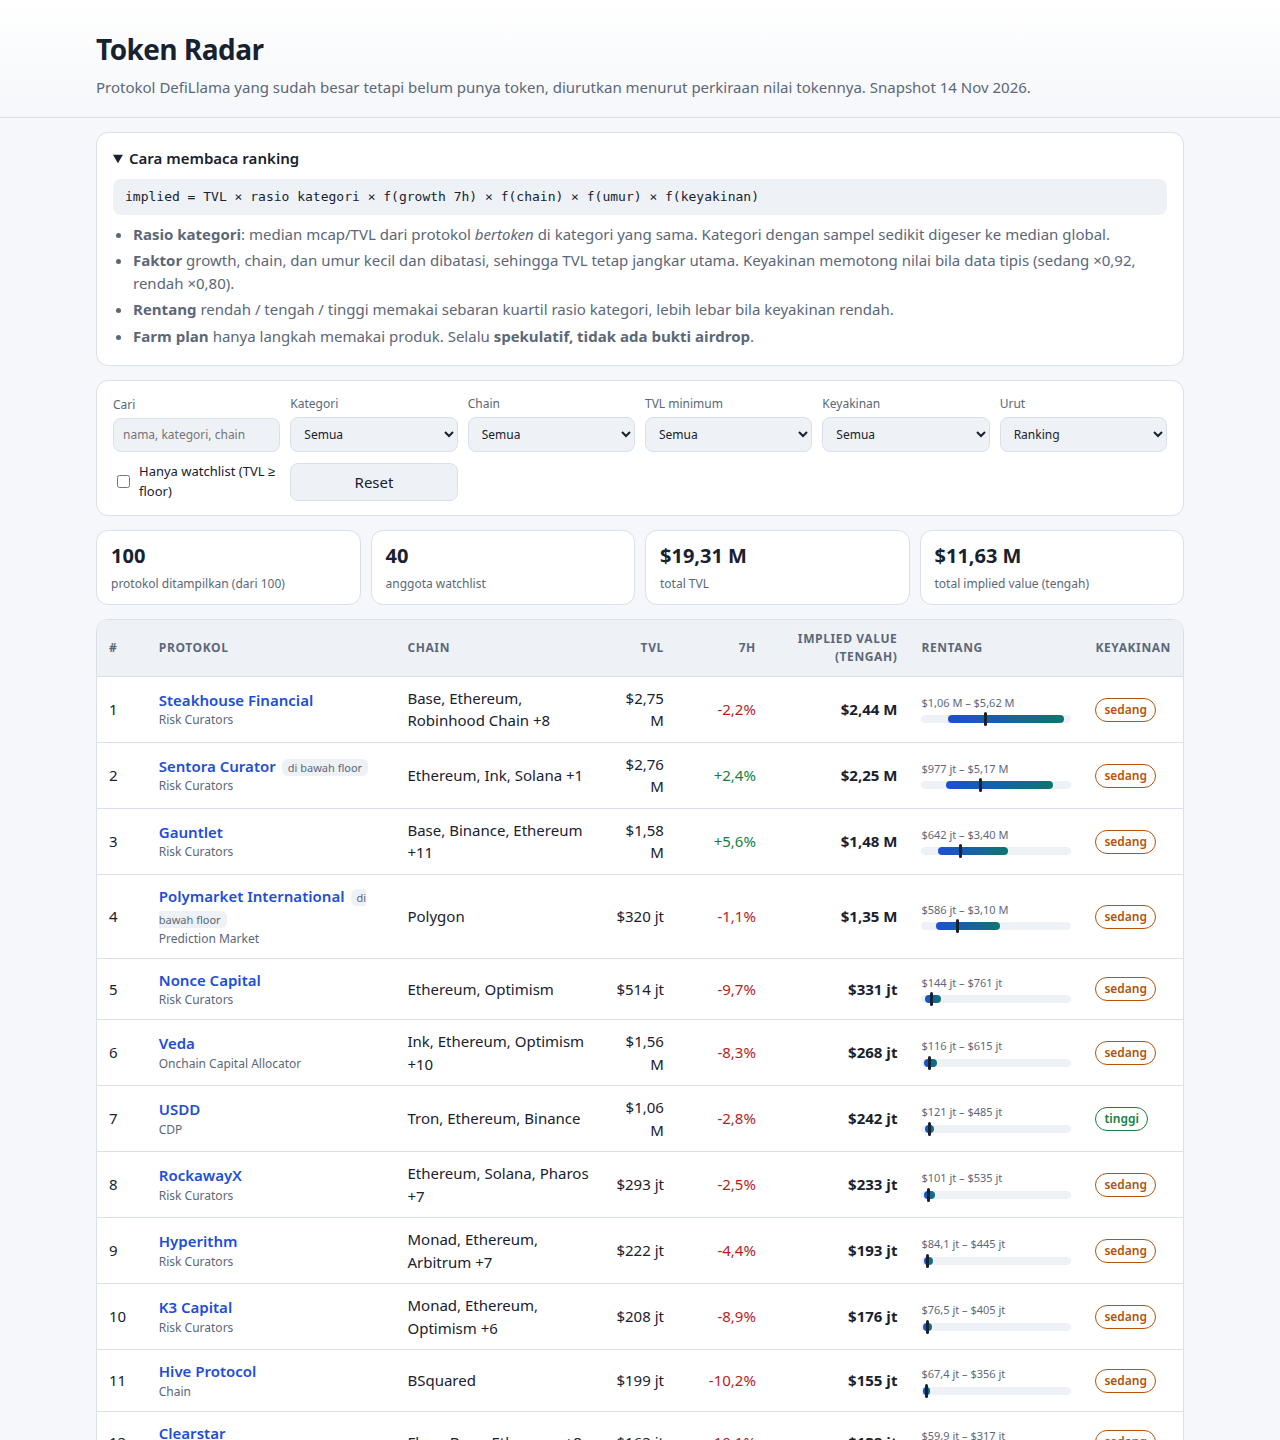 Token Radar
Protokol DefiLlama yang sudah besar tetapi belum punya token, diurutkan menurut perkiraan nilai tokennya. Snapshot 14 Nov 2026.
▼ Cara membaca ranking
implied = TVL × rasio kategori × f(growth 7h) × f(chain) × f(umur) × f(keyakinan)
• Rasio kategori: median mcap/TVL dari protokol bertoken di kategori yang sama. Kategori dengan sampel sedikit digeser ke median global.
• Faktor growth, chain, dan umur kecil dan dibatasi, sehingga TVL tetap jangkar utama. Keyakinan memotong nilai bila data tipis (sedang ×0,92,
rendah ×0,80).
• Rentang rendah / tengah / tinggi memakai sebaran kuartil rasio kategori, lebih lebar bila keyakinan rendah.
• Farm plan hanya langkah memakai produk. Selalu spekulatif, tidak ada bukti airdrop.
Cari Kategori Chain TVL minimum Keyakinan Urut
nama, kategori, chain Semua Semua Semua Semua Ranking
Hanya watchlist (TVL ≥
floor)
Reset
100 40 $19,31 M $11,63 M
protokol ditampilkan (dari 100) anggota watchlist total TVL total implied value (tengah)
# PROTOKOL CHAIN TVL 7H IMPLIED VALUE
(TENGAH) RENTANG KEYAKINAN
1 Steakhouse Financial
Risk Curators
Base, Ethereum,
Robinhood Chain +8
$2,75
M
-2,2% $2,44 M $1,06 M – $5,62 M sedang
2 Sentora Curator di bawah floor
Risk Curators
Ethereum, Ink, Solana +1
$2,76
M
+2,4% $2,25 M $977 jt – $5,17 M sedang
3 Gauntlet
Risk Curators
Base, Binance, Ethereum
+11
$1,58
M
+5,6% $1,48 M $642 jt – $3,40 M sedang
4 Polymarket International di
bawah floor
Prediction Market
Polygon $320 jt -1,1% $1,35 M $586 jt – $3,10 M sedang
5 Nonce Capital
Risk Curators
Ethereum, Optimism $514 jt -9,7% $331 jt $144 jt – $761 jt sedang
6 Veda
Onchain Capital Allocator
Ink, Ethereum, Optimism
+10
$1,56
M
-8,3% $268 jt $116 jt – $615 jt sedang
7 USDD
CDP
Tron, Ethereum, Binance
$1,06
M
-2,8% $242 jt $121 jt – $485 jt tinggi
8 RockawayX
Risk Curators
Ethereum, Solana, Pharos
+7
$293 jt -2,5% $233 jt $101 jt – $535 jt sedang
9 Hyperithm
Risk Curators
Monad, Ethereum,
Arbitrum +7
$222 jt -4,4% $193 jt $84,1 jt – $445 jt sedang
10 K3 Capital
Risk Curators
Monad, Ethereum,
Optimism +6
$208 jt -8,9% $176 jt $76,5 jt – $405 jt sedang
11 Hive Protocol
Chain
BSquared $199 jt -10,2% $155 jt $67,4 jt – $356 jt sedang
Clearstar
$59,9 jt – $317 jt